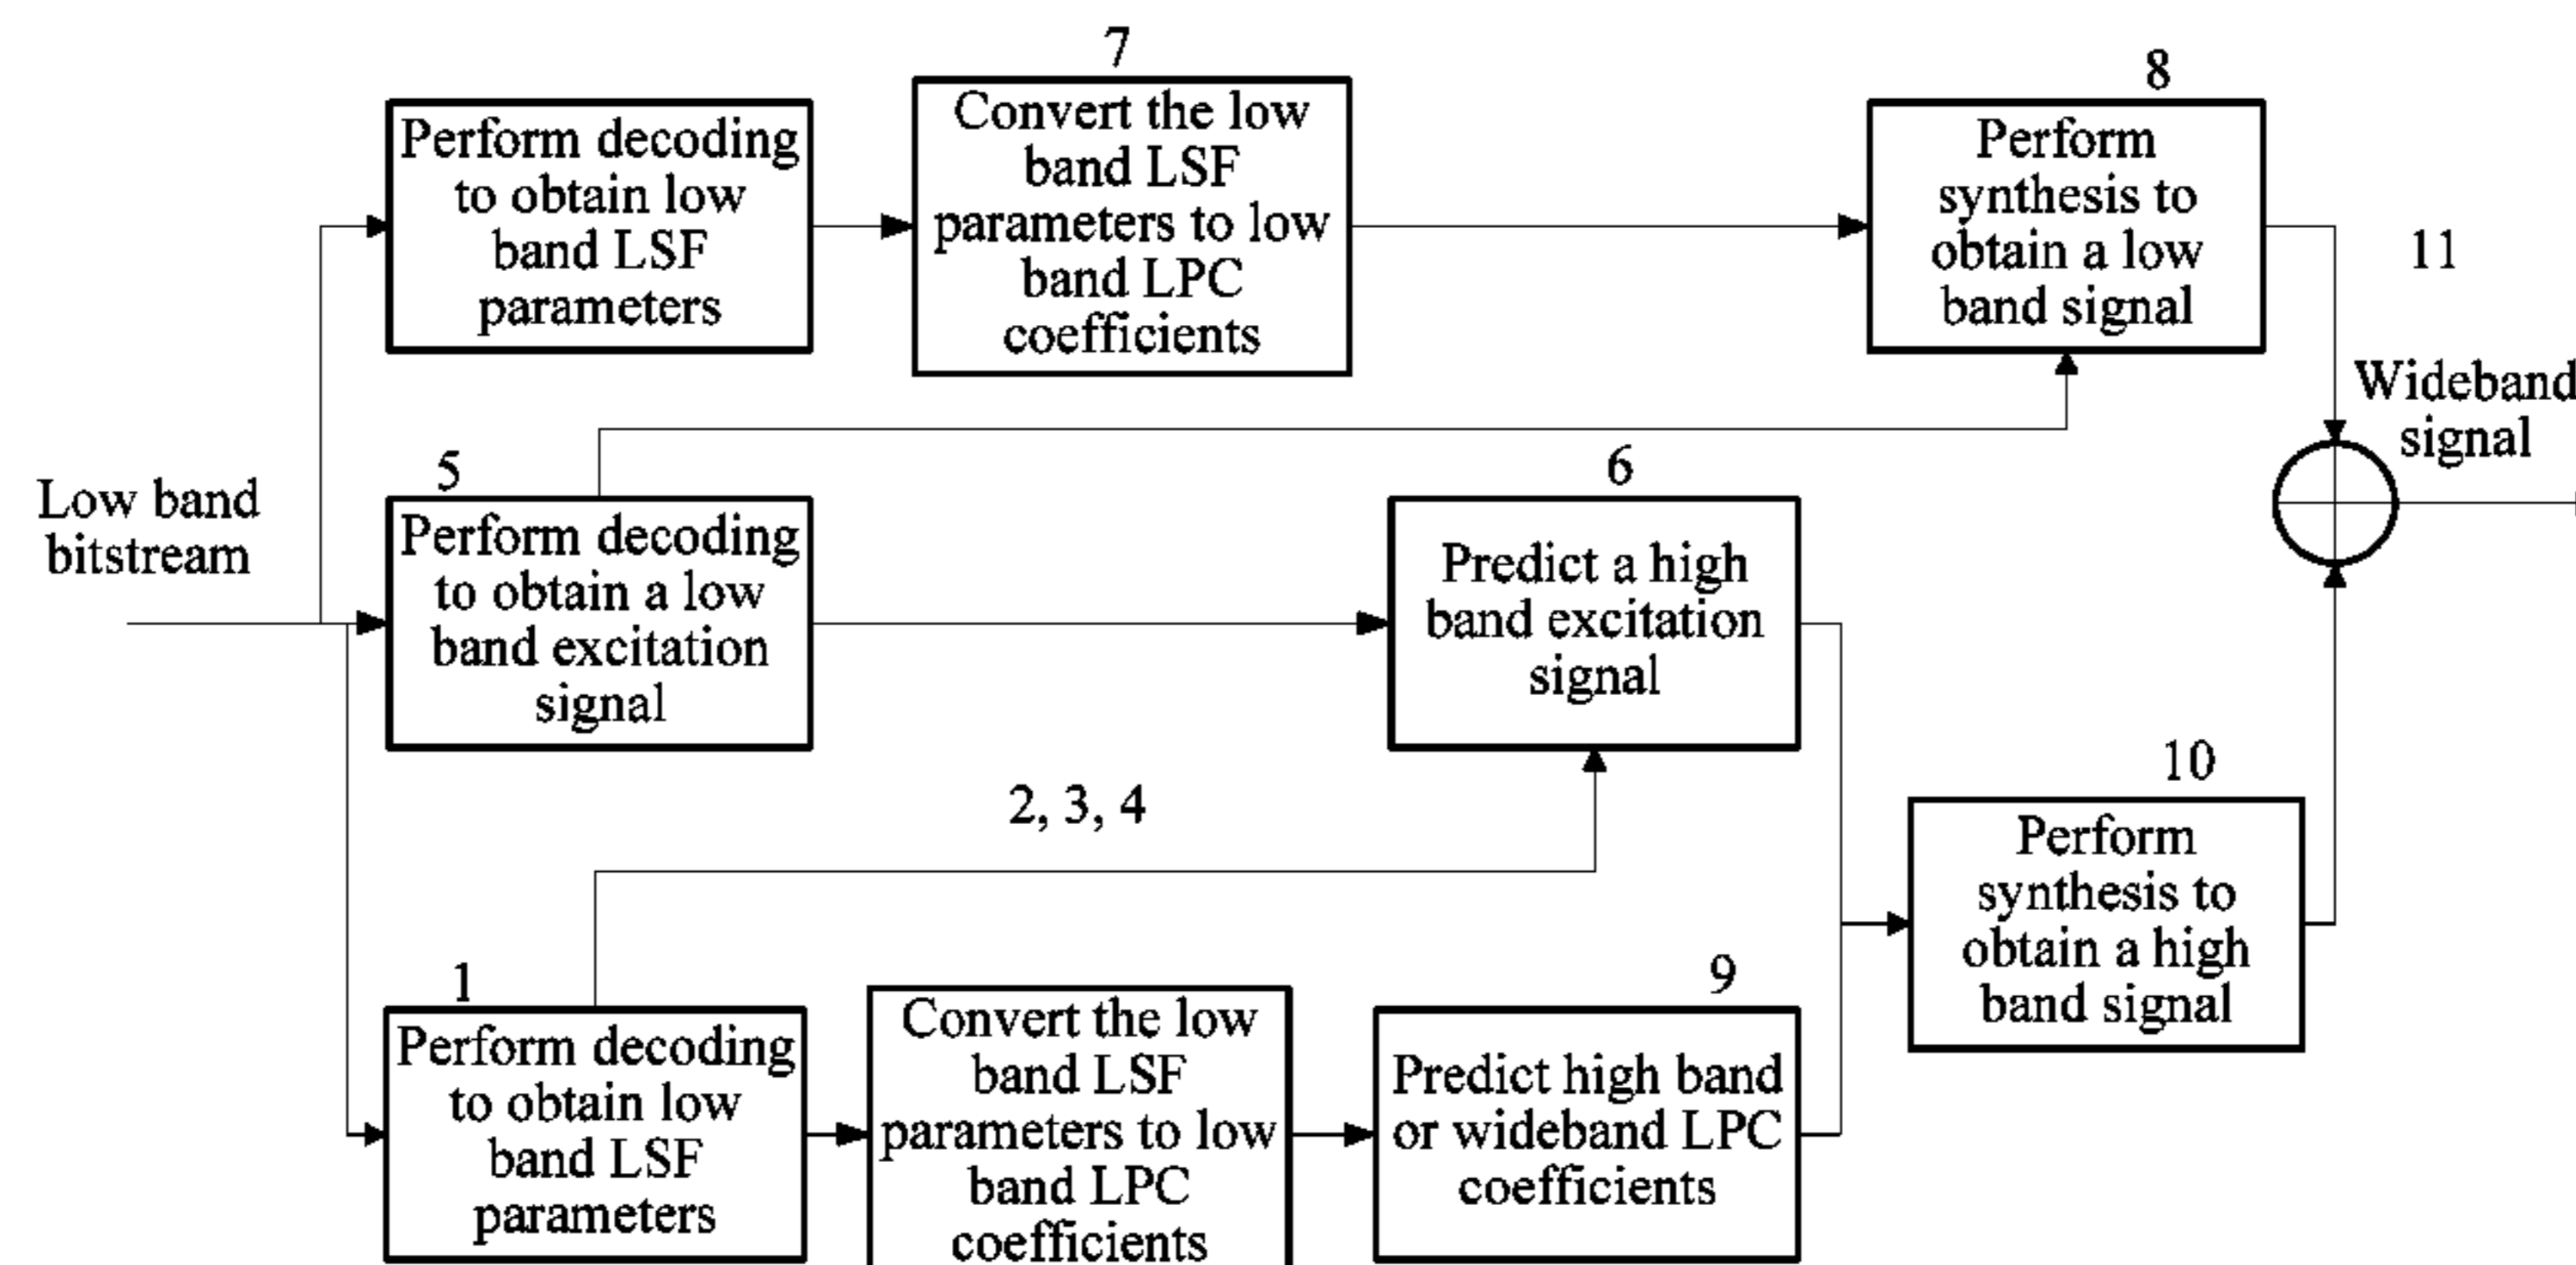 7
8
Perform decoding
to obtain low
band LSF
parameters
Convert the low
band LSF
parameters to low
band LPC
coefficients
Perform
synthesis to
obtain a low
band signal
11
Wideband
signal
Low band
bitstream
5
Perform decoding
to obtain a low
band excitation
signal
6
Predict a high
band excitation
signal
2, 3, 4
10
Perform
synthesis to
obtain a high
band signal
1
Perform decoding
to obtain low
band LSF
parameters
Convert the low
band LSF
parameters to low
band LPC
coefficients
9
Predict high band
or wideband LPC
coefficients